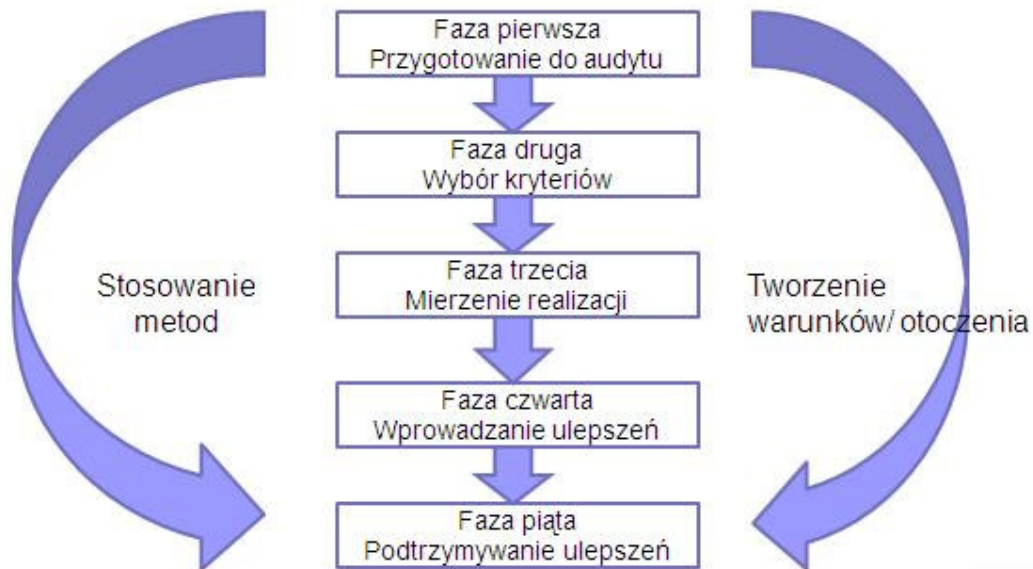 Faza pierwsza
Przygotowanie do audytu
Faza druga
Wybór kryteriów
Faza trzecia
Mierzenie realizacji
Faza czwarta
Wprowadzanie ulepszeń
Faza piąta
Podtrzymywanie ulepszeń
Stosowanie
metod
Tworzenie
warunków/ otoczenia